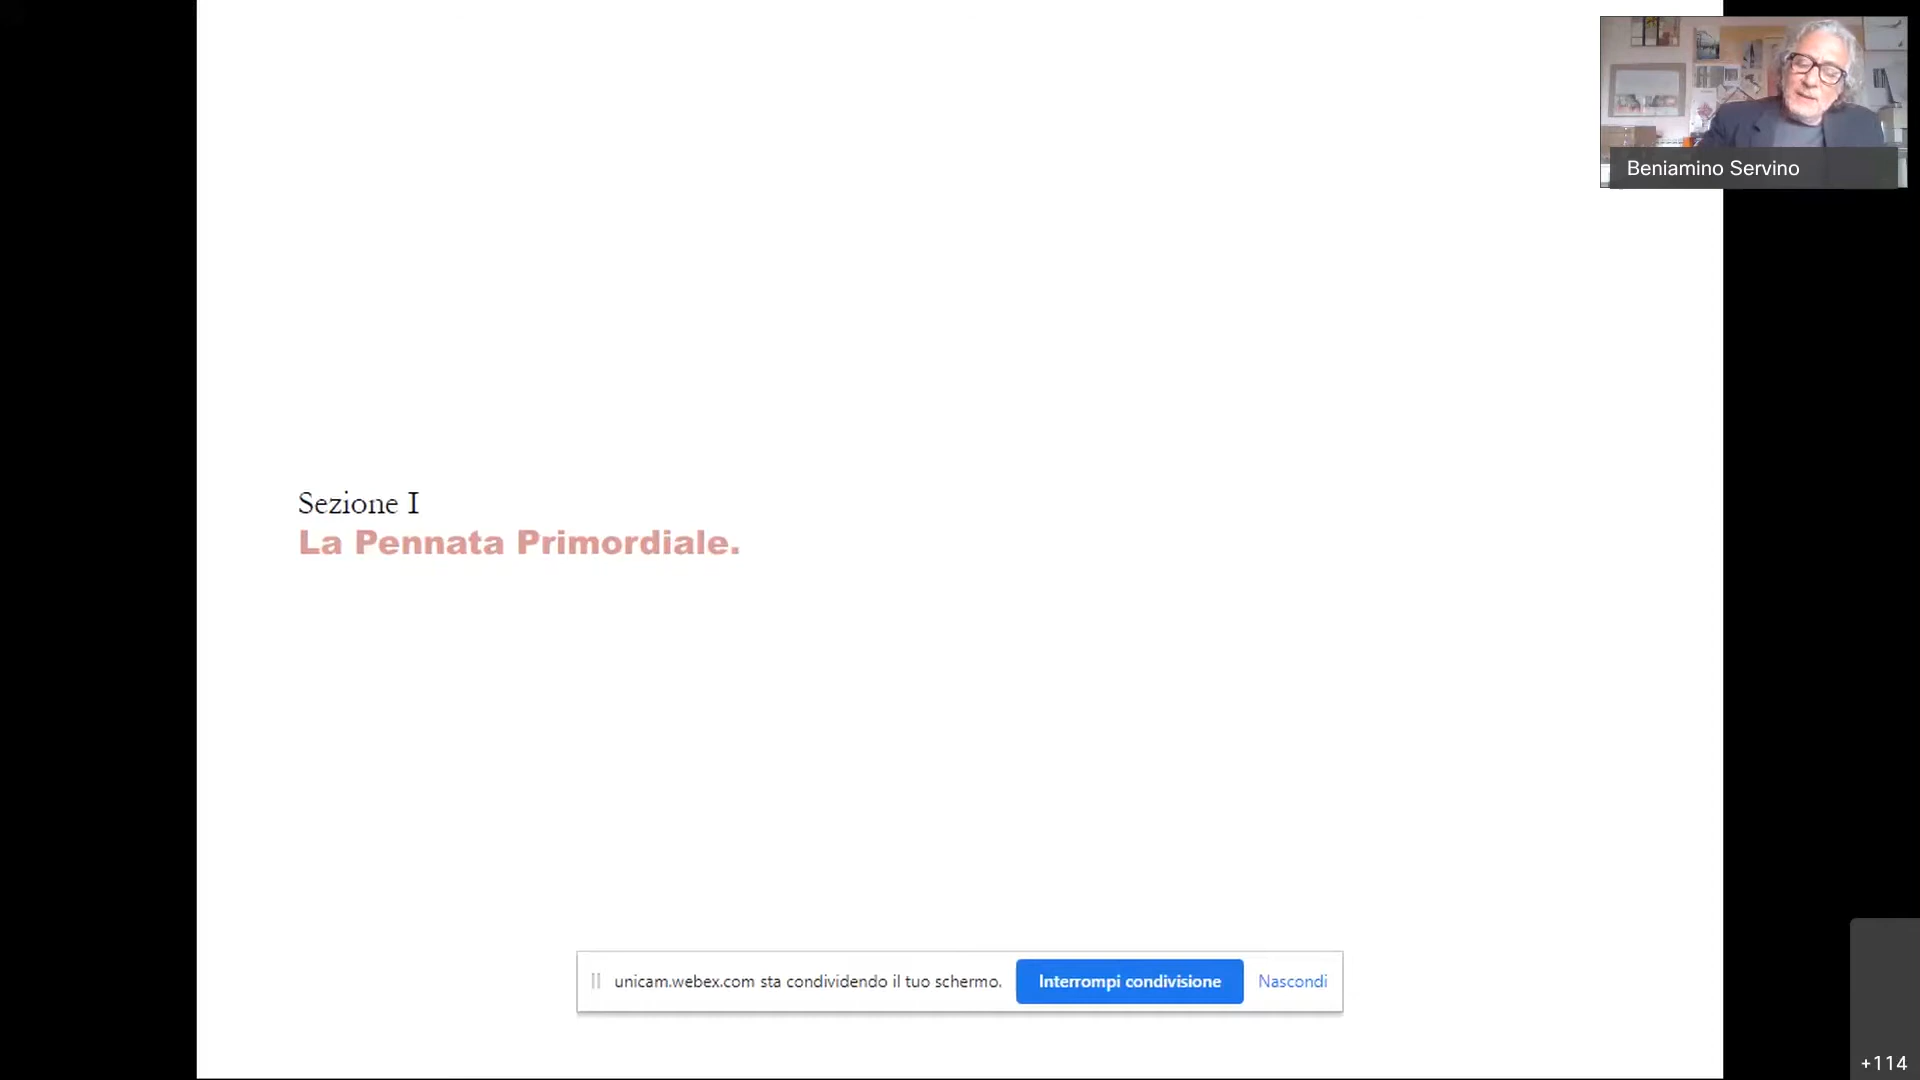 Beniamino Servino
Sezione I
La Pennata Primordiale.
unicam.webex.com sta condividendo il tuo schermo.
Interrompi condivisione
Nascondi
+114